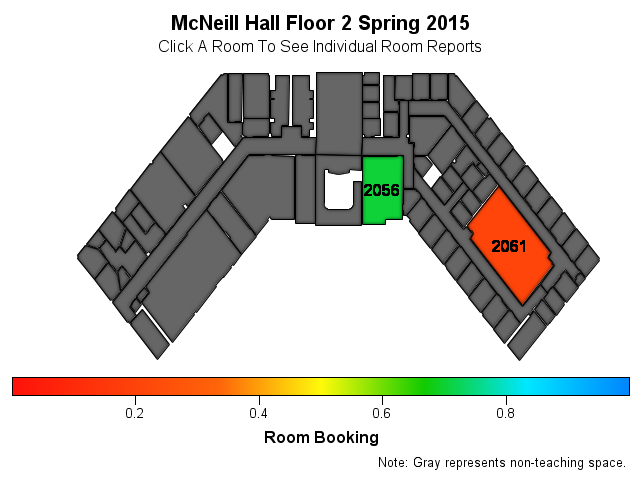 McNeill Hall Floor 2 Spring 2015
Click A Room To See Individual Room Reports
2056
2061
0.2 0.4 0.6 0.8
Room Booking
Note: Gray represents non-teaching space.